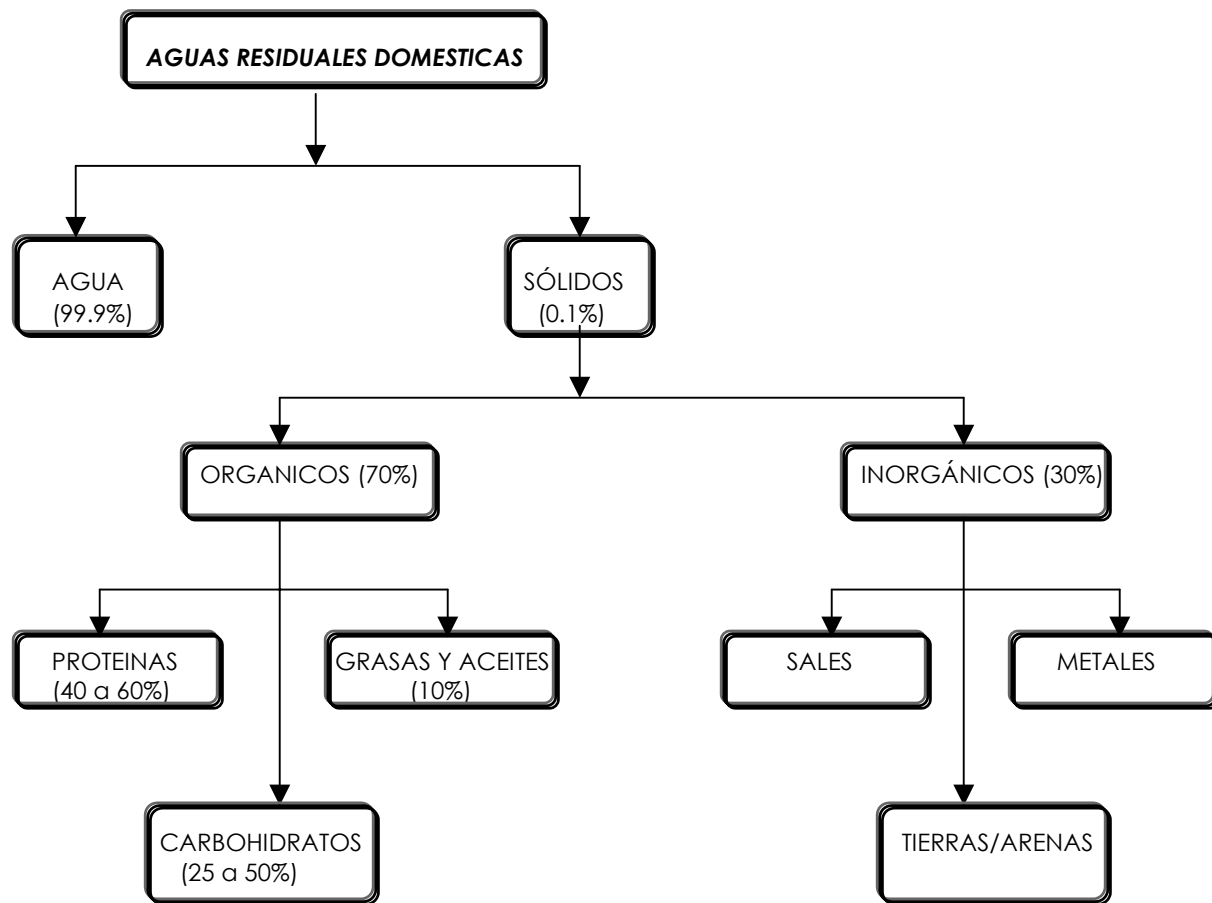 AGUAS RESIDUALES DOMESTICAS
AGUA
(99.9%)
SÓLIDOS
(0.1%)
ORGANICOS (70%)
INORGÁNICOS (30%)
PROTEINAS
(40 a 60%)
GRASAS Y ACEITES
(10%)
SALES
METALES
CARBOHIDRATOS
(25 a 50%)
TIERRAS/ARENAS